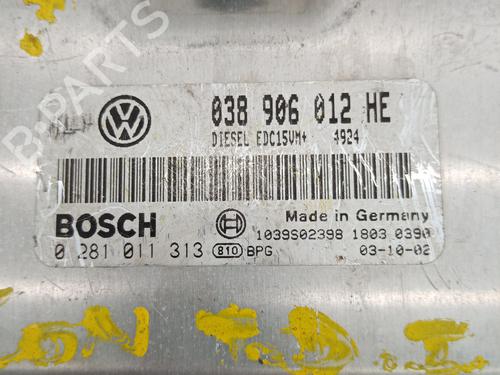 B-PARTS
038 906 012 HE
DIESEL EDC15VM+ 4924
BOSCH
Made in Germany
0 281 011 313 810 BPG
1039S02398 1803 0390
03-10-02
TDI